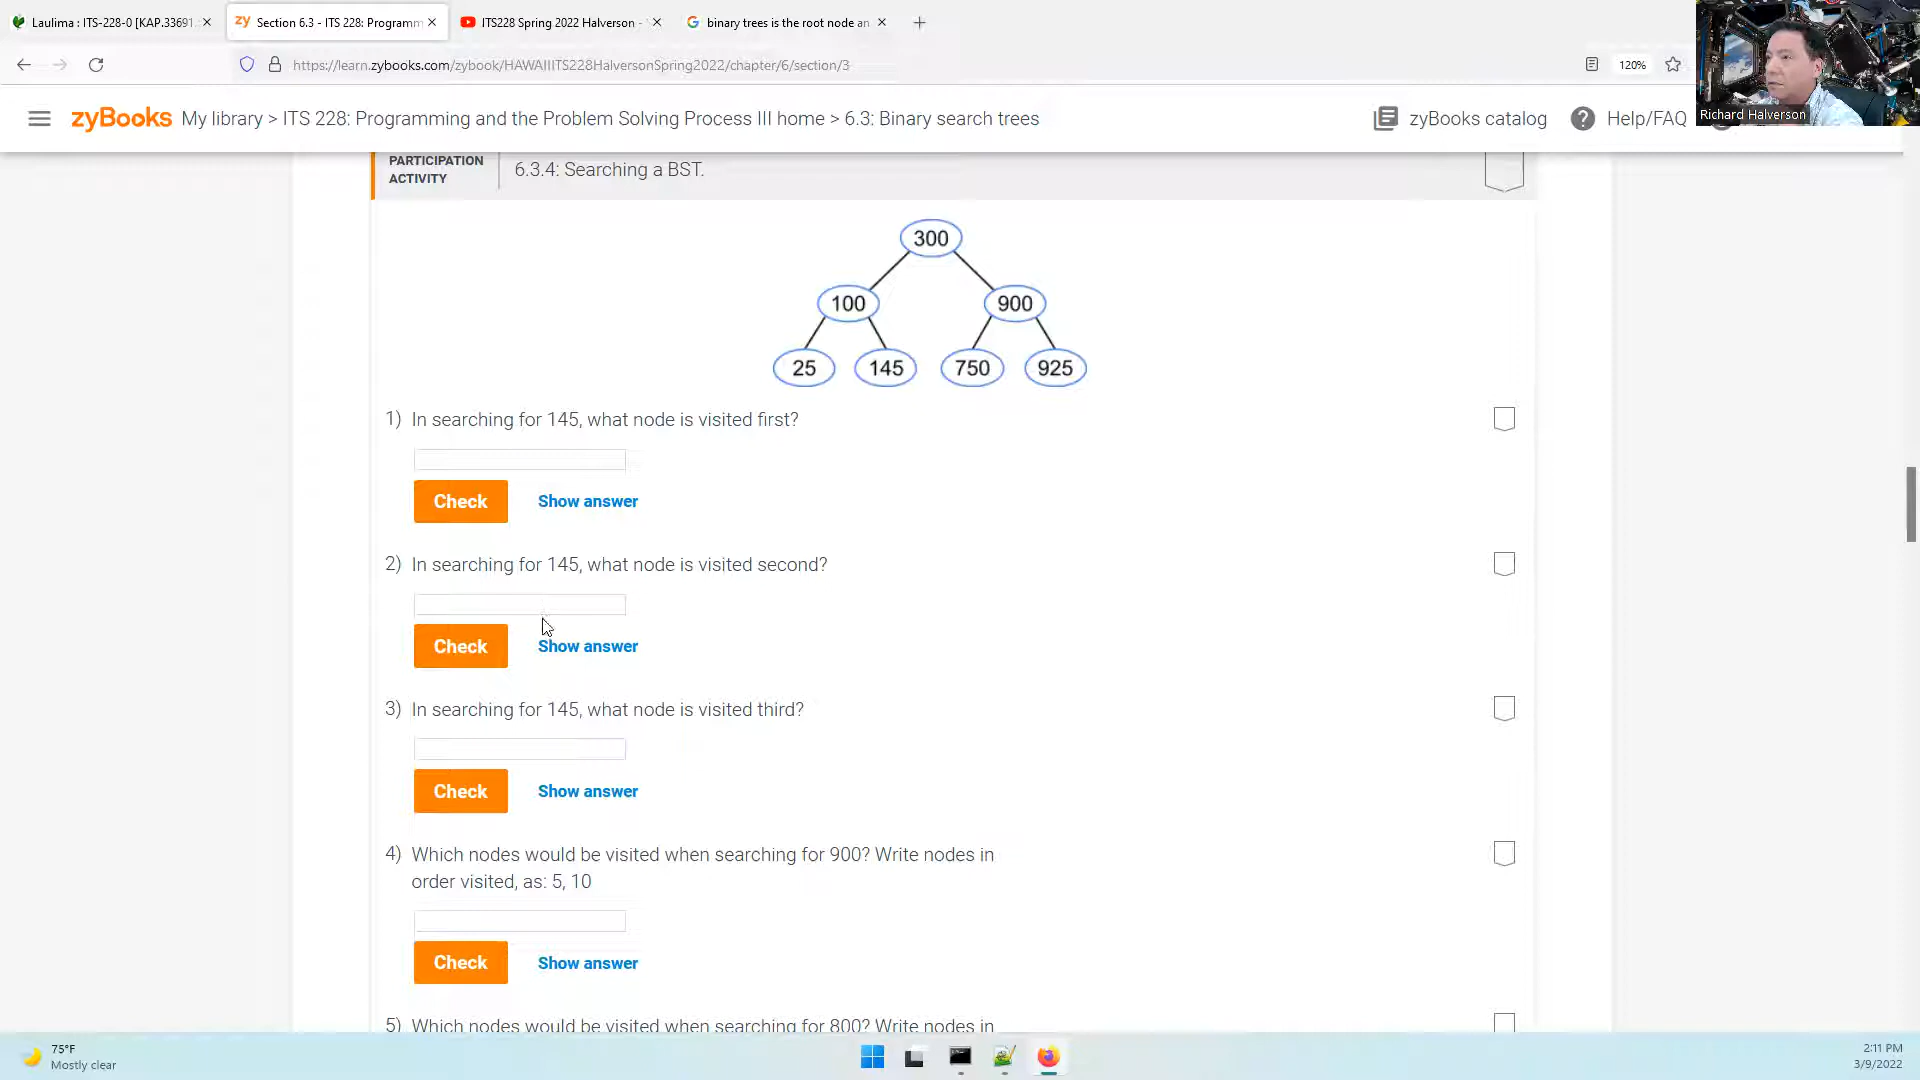 Laulima : ITS-228-0 [KAP.33691
Section 6.3 - ITS 228: Programm
ITS228 Spring 2022 Halverson -
binary trees is the root node an
https://learn.zybooks.com/zybook/HAWAIIITS228HalversonSpring2022/chapter/6/section/3
120%
Richard Halverson
zyBooks My library > ITS 228: Programming and the Problem Solving Process III home > 6.3: Binary search trees
zyBooks catalog
Help/FAQ
PARTICIPATION
ACTIVITY
6.3.4: Searching a BST.
300
100 900
25 145 750 925
1) In searching for 145, what node is visited first?
Check Show answer
2) In searching for 145, what node is visited second?
Check Show answer
3) In searching for 145, what node is visited third?
Check Show answer
4) Which nodes would be visited when searching for 900? Write nodes in
order visited, as: 5, 10
Check Show answer
5) Which nodes would be visited when searching for 800? Write nodes in
75°F
Mostly clear
2:11 PM
3/9/2022